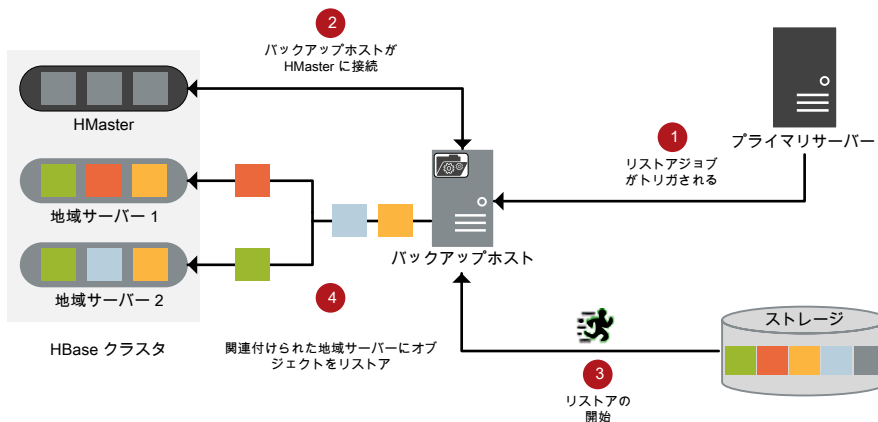 2
バックアップホストが
HMaster に接続
HMaster
1
リストアジョブ
がトリガされる
プライマリサーバー
地域サーバー 1
バックアップホスト
地域サーバー 2
4
関連付けられた地域サーバーにオブ
ジェクトをリストア
HBase クラスタ
ストレージ
3
リストアの
開始